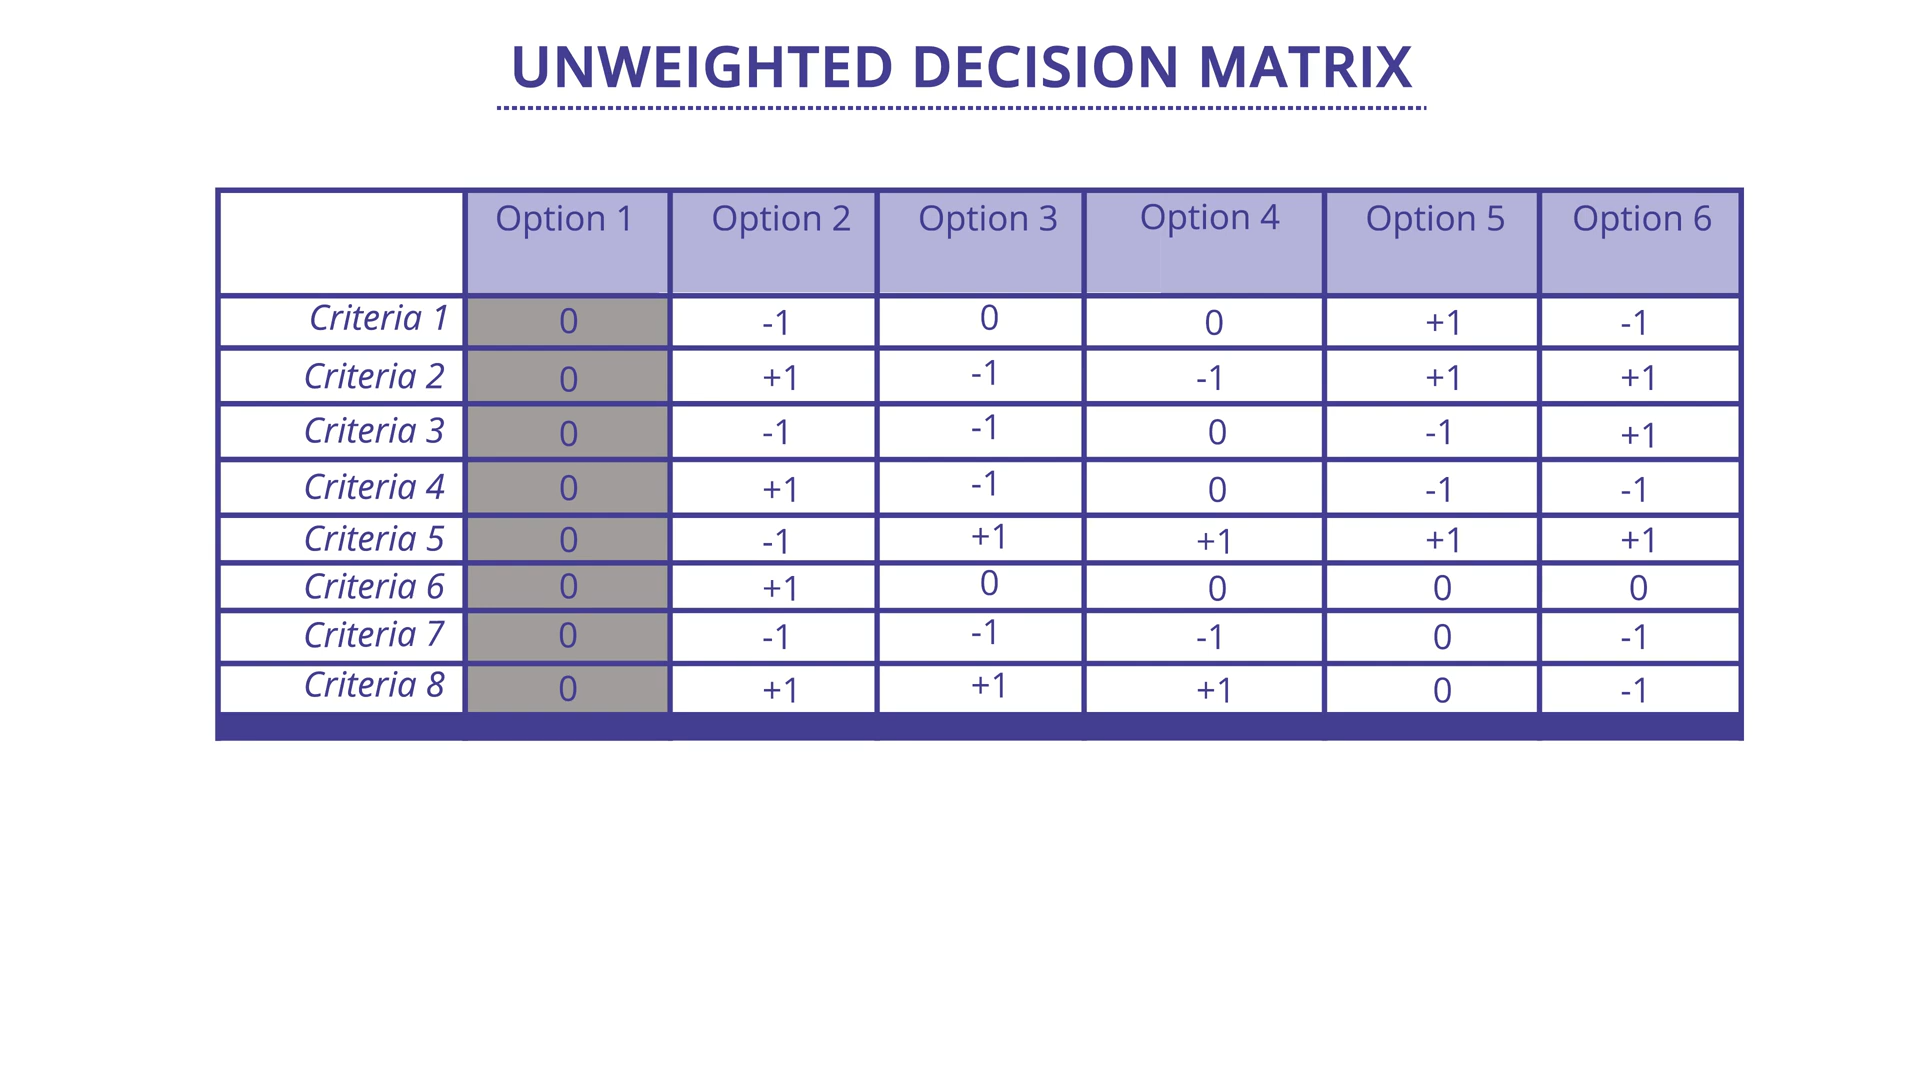 UNWEIGHTED DECISION MATRIX
Option 1 Option 2 Option 3 Option 4 Option 5 Option 6
Criteria 1 0 -1 0 0 +1 -1
Criteria 2 0 +1 -1 -1 +1 +1
Criteria 3 0 -1 -1 0 -1 +1
Criteria 4 0 +1 -1 0 -1 -1
Criteria 5 0 -1 +1 +1 +1 +1
Criteria 6 0 +1 0 0 0 0
Criteria 7 0 -1 -1 -1 0 -1
Criteria 8 0 +1 +1 +1 0 -1